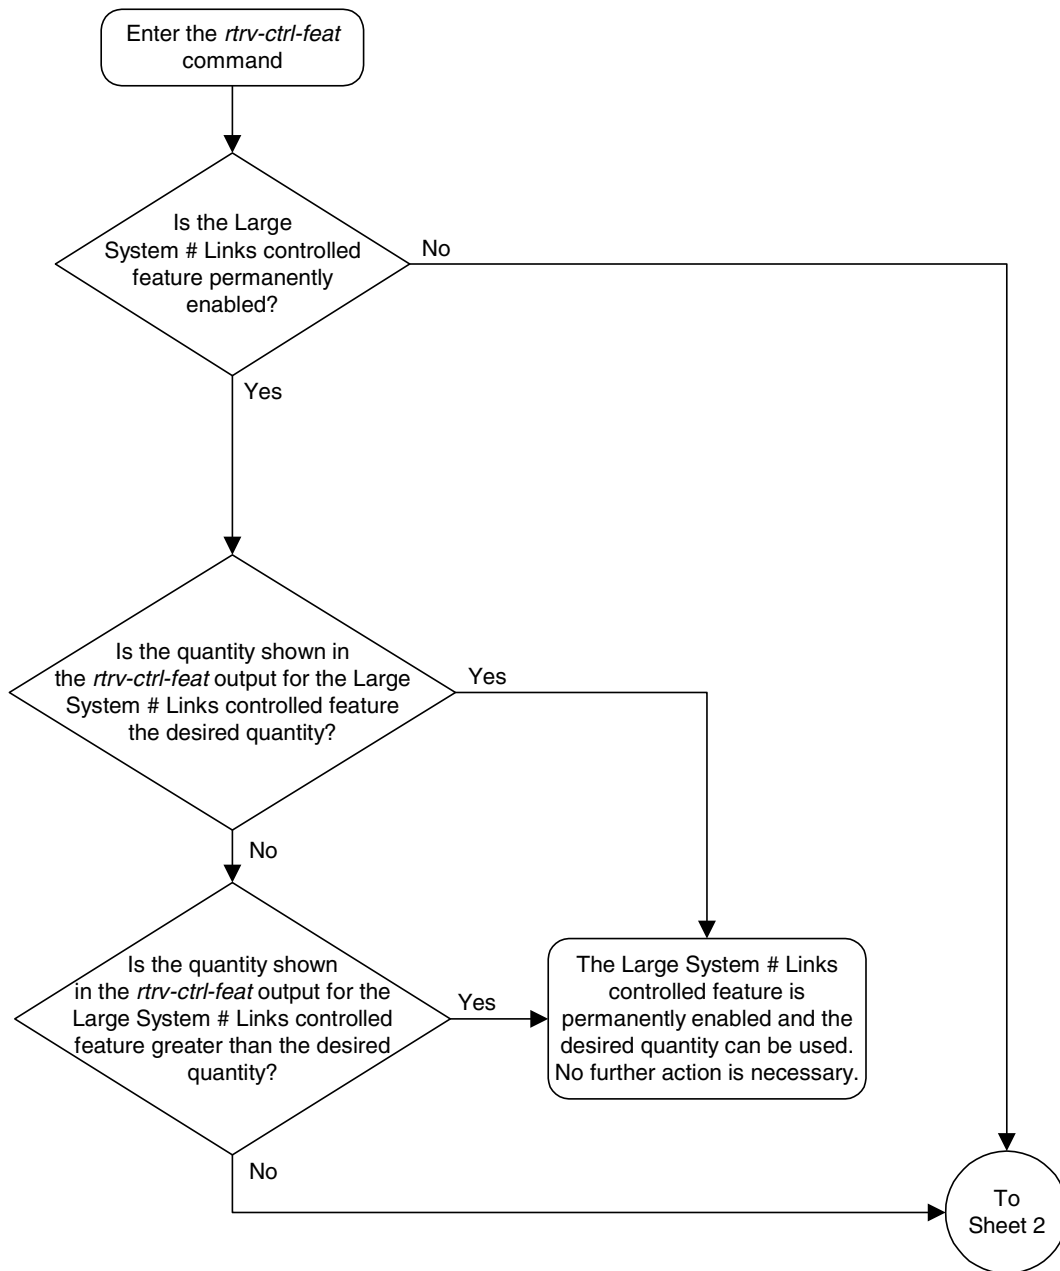 Enter the rtrv-ctrl-feat
command
Is the Large
System # Links controlled
feature permanently
enabled?
No
Yes
Is the quantity shown in
the rtrv-ctrl-feat output for the Large
System # Links controlled feature
the desired quantity?
Yes
No
Is the quantity shown
in the rtrv-ctrl-feat output for the
Large System # Links controlled
feature greater than the desired
quantity?
Yes
The Large System # Links
controlled feature is
permanently enabled and the
desired quantity can be used.
No further action is necessary.
No
To
Sheet 2